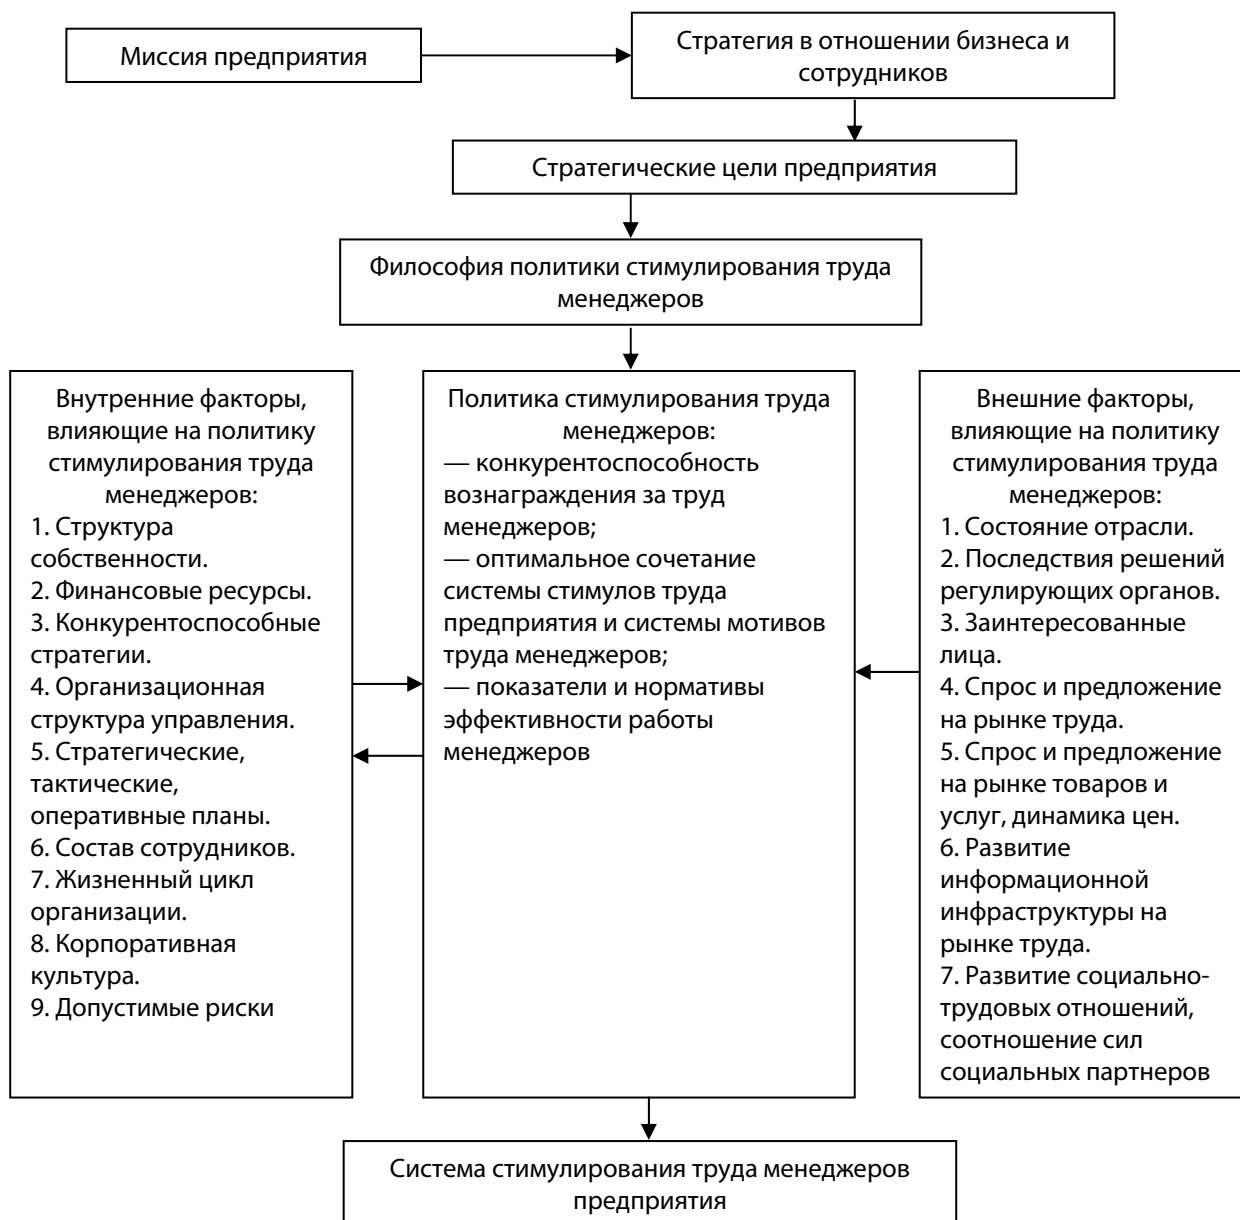 Миссия предприятия
Стратегия в отношении бизнеса и
сотрудников
Стратегические цели предприятия
Философия политики стимулирования труда
менеджеров
Внутренние факторы,
влияющие на политику
стимулирования труда
менеджеров:
1. Структура
собственности.
2. Финансовые ресурсы.
3. Конкурентоспособные
стратегии.
4. Организационная
структура управления.
5. Стратегические,
тактические,
оперативные планы.
6. Состав сотрудников.
7. Жизненный цикл
организации.
8. Корпоративная
культура.
9. Допустимые риски
Политика стимулирования труда
менеджеров:
— конкурентоспособность
вознаграждения за труд
менеджеров;
— оптимальное сочетание
системы стимулов труда
предприятия и системы мотивов
труда менеджеров;
— показатели и нормативы
эффективности работы
менеджеров
Внешние факторы,
влияющие на политику
стимулирования труда
менеджеров:
1. Состояние отрасли.
2. Последствия решений
регулирующих органов.
3. Заинтересованные
лица.
4. Спрос и предложение
на рынке труда.
5. Спрос и предложение
на рынке товаров и
услуг, динамика цен.
6. Развитие
информационной
инфраструктуры на
рынке труда.
7. Развитие социально-
трудовых отношений,
соотношение сил
социальных партнеров
Система стимулирования труда менеджеров
предприятия